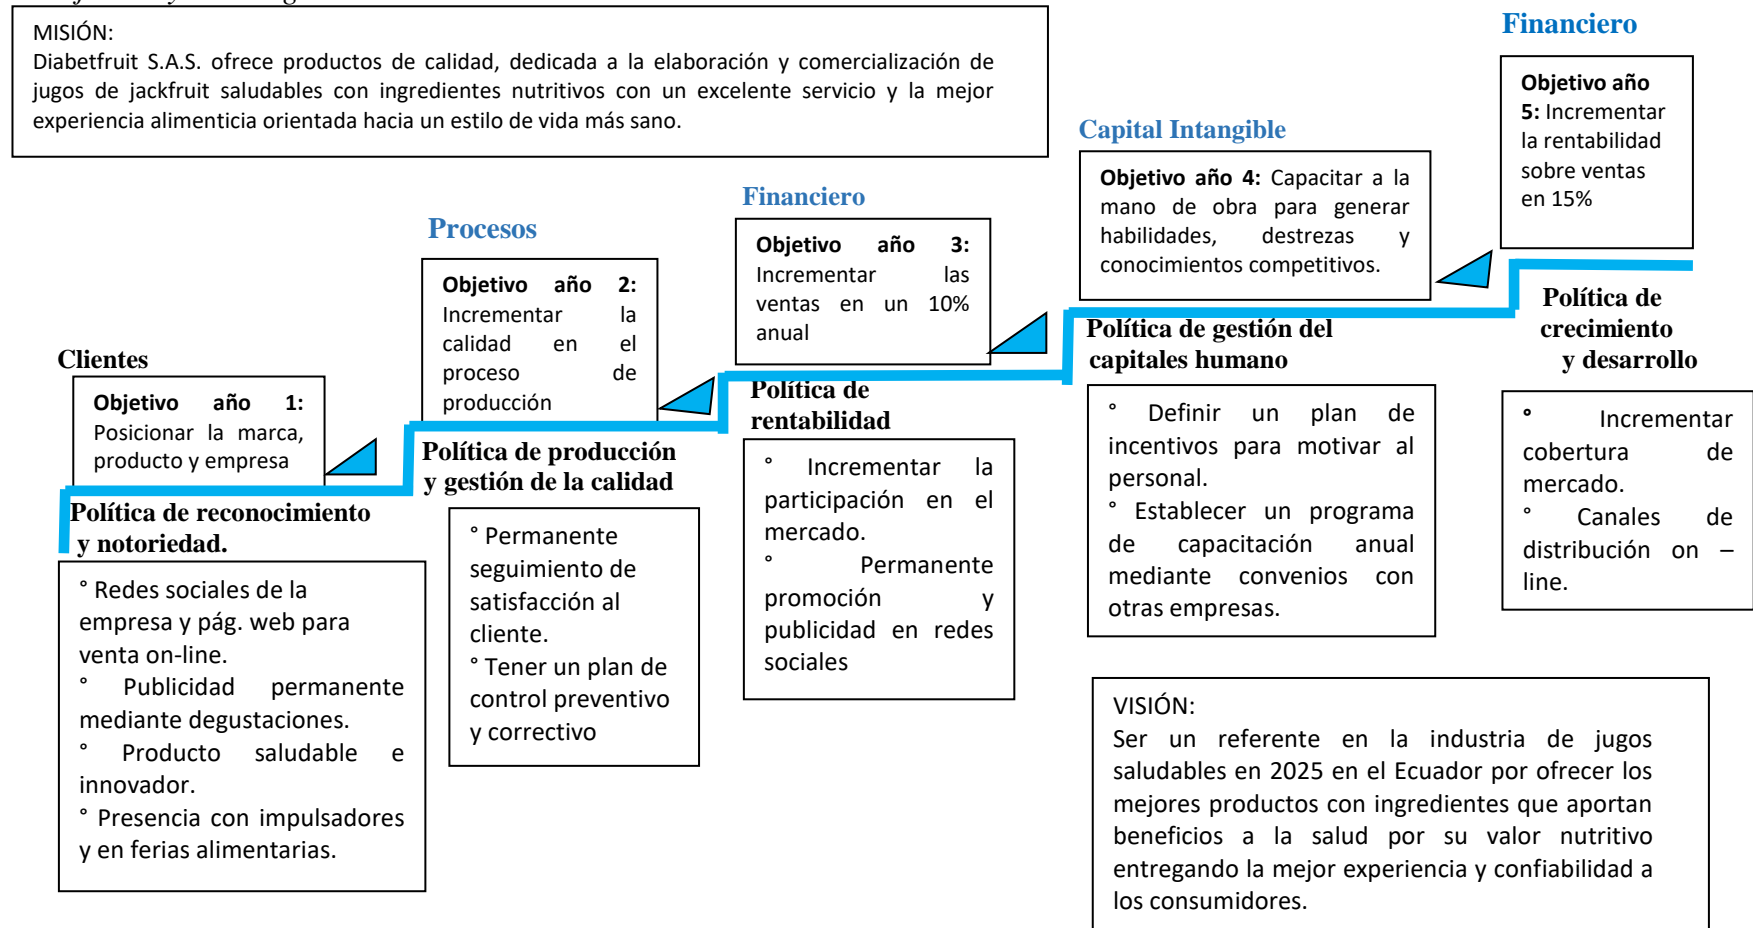 MISIÓN:
Diabetfruit S.A.S. ofrece productos de calidad, dedicada a la elaboración y comercialización de
jugos de jackfruit saludables con ingredientes nutritivos con un excelente servicio y la mejor
experiencia alimenticia orientada hacia un estilo de vida más sano.
Clientes
Objetivo año 1:
Posicionar la marca,
producto y empresa
Política de reconocimiento
y notoriedad.
° Redes sociales de la
empresa y pág. web para
venta on-line.
° Publicidad permanente
mediante degustaciones.
° Producto saludable e
innovador.
° Presencia con impulsadores
y en ferias alimentarias.
Procesos
Objetivo año 2:
Incrementar la
calidad en el
proceso de
producción
Política de producción
y gestión de la calidad
° Permanente
seguimiento de
satisfacción al
cliente.
° Tener un plan de
control preventivo
y correctivo
Financiero
Objetivo año 3:
Incrementar las
ventas en un 10%
anual
Política de
rentabilidad
° Incrementar la
participación en el
mercado.
° Permanente
promoción y
publicidad en redes
sociales
Capital Intangible
Objetivo año 4: Capacitar a la
mano de obra para generar
habilidades, destrezas y
conocimientos competitivos.
Política de gestión del
capitales humano
° Definir un plan de
incentivos para motivar al
personal.
° Establecer un programa
de capacitación anual
mediante convenios con
otras empresas.
Financiero
Objetivo año
5: Incrementar
la rentabilidad
sobre ventas
en 15%
Política de
crecimiento
y desarrollo
° Incrementar
cobertura de
mercado.
° Canales de
distribución on –
line.
VISIÓN:
Ser un referente en la industria de jugos
saludables en 2025 en el Ecuador por ofrecer los
mejores productos con ingredientes que aportan
beneficios a la salud por su valor nutritivo
entregando la mejor experiencia y confiabilidad a
los consumidores.